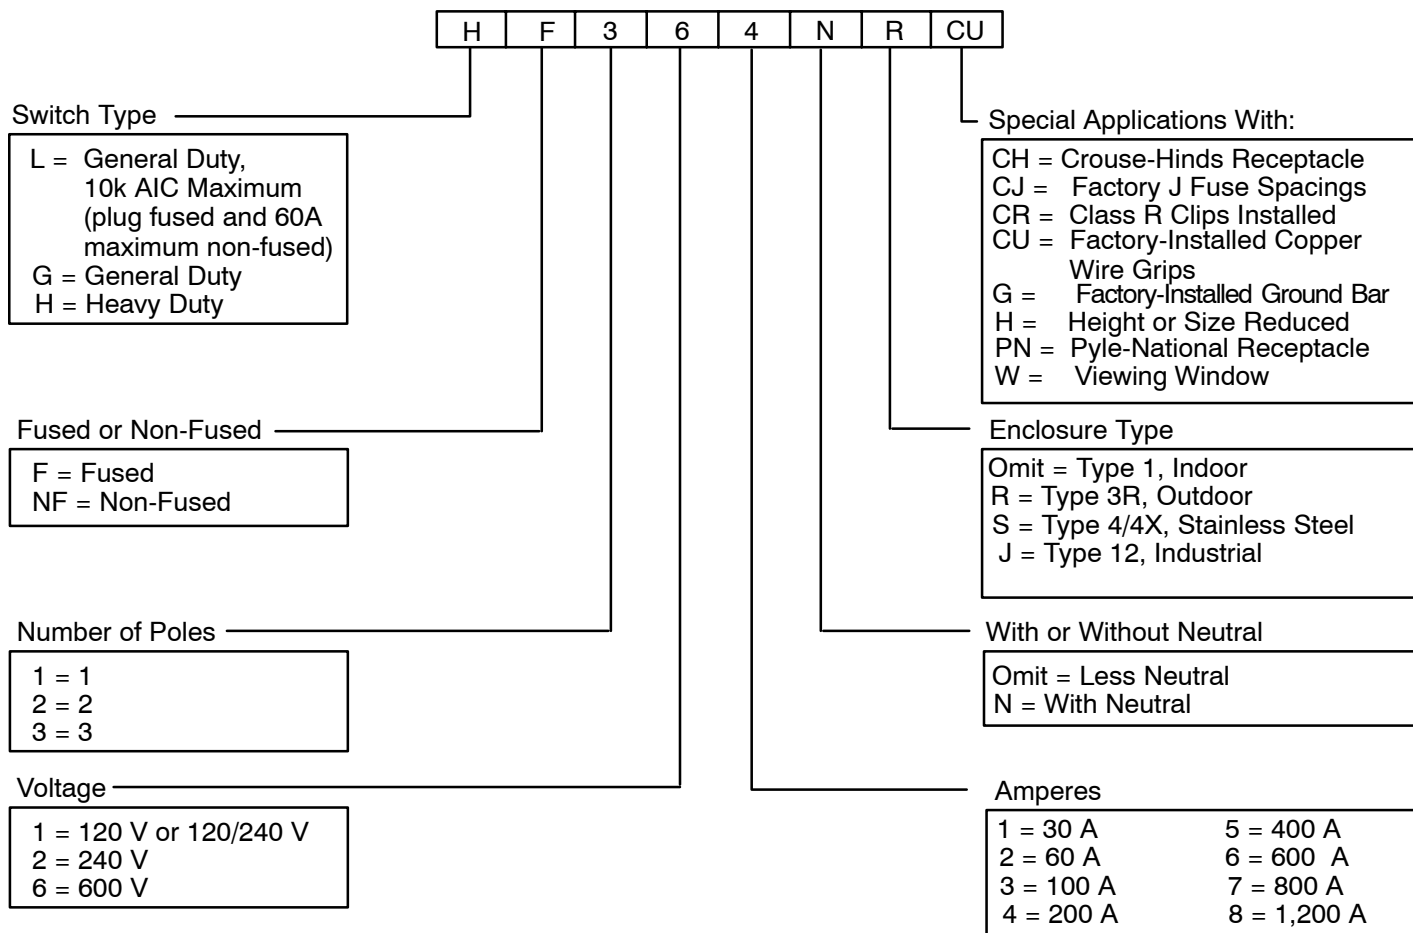 H F 3 6 4 N R CU
Switch Type
L = General Duty,
10k AIC Maximum
(plug fused and 60A
maximum non-fused)
G = General Duty
H = Heavy Duty
Fused or Non-Fused
F = Fused
NF = Non-Fused
Number of Poles
1 = 1
2 = 2
3 = 3
Voltage
1 = 120 V or 120/240 V
2 = 240 V
6 = 600 V
Special Applications With:
CH = Crouse-Hinds Receptacle
CJ = Factory J Fuse Spacings
CR = Class R Clips Installed
CU = Factory-Installed Copper
Wire Grips
G = Factory-Installed Ground Bar
H = Height or Size Reduced
PN = Pyle-National Receptacle
W = Viewing Window
Enclosure Type
Omit = Type 1, Indoor
R = Type 3R, Outdoor
S = Type 4/4X, Stainless Steel
J = Type 12, Industrial
With or Without Neutral
Omit = Less Neutral
N = With Neutral
Amperes
1 = 30 A 5 = 400 A
2 = 60 A 6 = 600 A
3 = 100 A 7 = 800 A
4 = 200 A 8 = 1,200 A